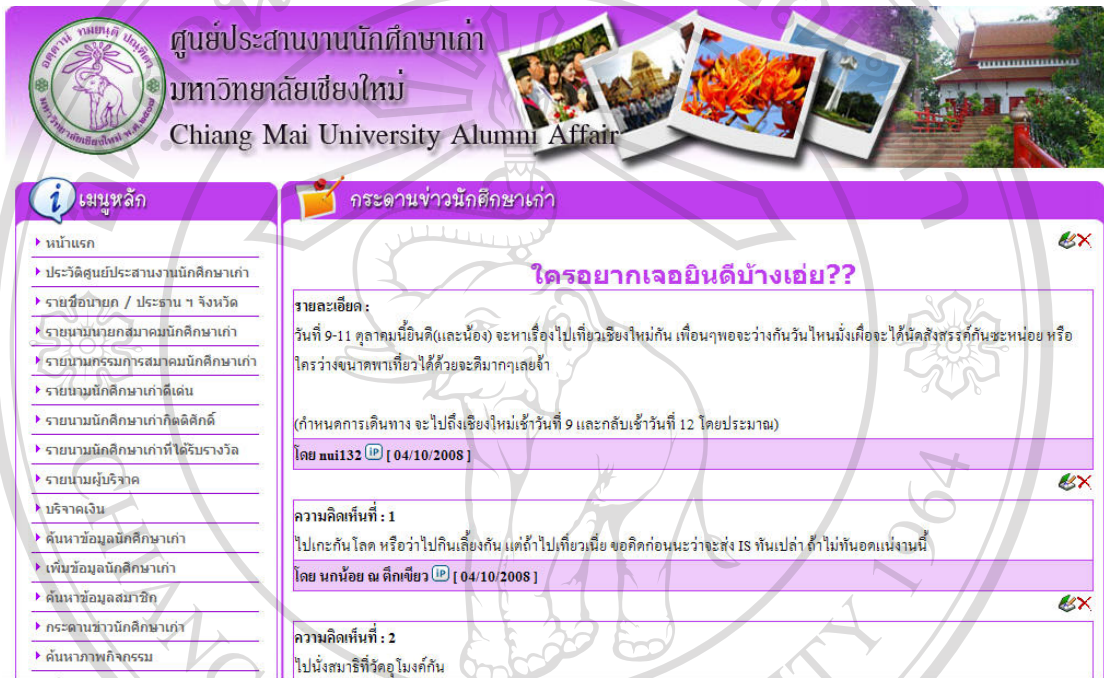 ศูนย์ประสานงานนักศึกษาเก่า
มหาวิทยาลัยเชียงใหม่
Chiang Mai University Alumni Affair
เมนูหลัก
หน้าแรก
ประวัติศูนย์ประสานงานนักศึกษาเก่า
รายชื่อนายก / ประธาน ฯ จังหวัด
รายนามนายกสมาคมนักศึกษาเก่า
รายนามกรรมการสมาคมนักศึกษาเก่า
รายนามนักศึกษาเก่าดีเด่น
รายนามนักศึกษาเก่ากิตติศักดิ์
รายนามนักศึกษาเก่าที่ได้รับรางวัล
รายนามผู้บริจาค
บริจาคเงิน
ค้นหาข้อมูลนักศึกษาเก่า
เพิ่มข้อมูลนักศึกษาเก่า
ค้นหาข้อมูลสมาชิก
กระดานข่าวนักศึกษาเก่า
ค้นหาภาพกิจกรรม
กระดานข่าวนักศึกษาเก่า
ใครอยากเจอยินดีบ้างเอ่ย??
รายละเอียด :
วันที่ 9-11 ตุลาคมนี้ยินดี(และน้อง) จะหาเรื่องไปเที่ยวเชียงใหม่กัน เพื่อนๆพอจะว่างกันวันไหนมั่งเผื่อจะได้นัดสังสรรค์กันซะหน่อย หรือ
ใครว่างขนาดพาเที่ยวได้ด้วยจะดีมากๆเลยจ้า
(กำหนดการเดินทาง จะไปถึงเชียงใหม่เช้าวันที่ 9 และกลับเช้าวันที่ 12 โดยประมาณ)
โดย nui132 IP [ 04/10/2008 ]
ความคิดเห็นที่ : 1
ไปเกะกันโลด หรือว่าไปกินเลี้ยงกัน แต่ถ้าไปเที่ยวเนี่ย ขอคิดก่อนนะว่าจะส่ง IS ทันเปล่า ถ้าไม่ทันอดแน่งานนี้
โดย นกน้อย ณ ตึกเขียว IP [ 04/10/2008 ]
ความคิดเห็นที่ : 2
ไปนั่งสมาธิที่วัดอุโมงค์กัน